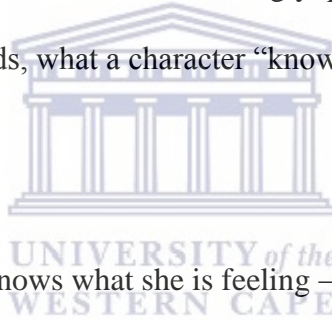 ds, what a character “know
UNIVERSITY of the
nows what she is feeling –
WESTERN CAPE